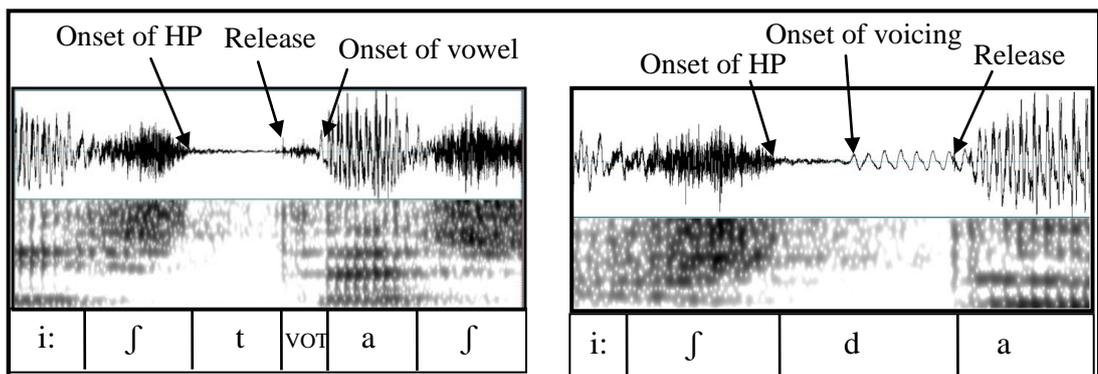 Onset of HP Release Onset of vowel
i: ʃ t VOT a ʃ
Onset of voicing
Onset of HP Release
i: ʃ d a